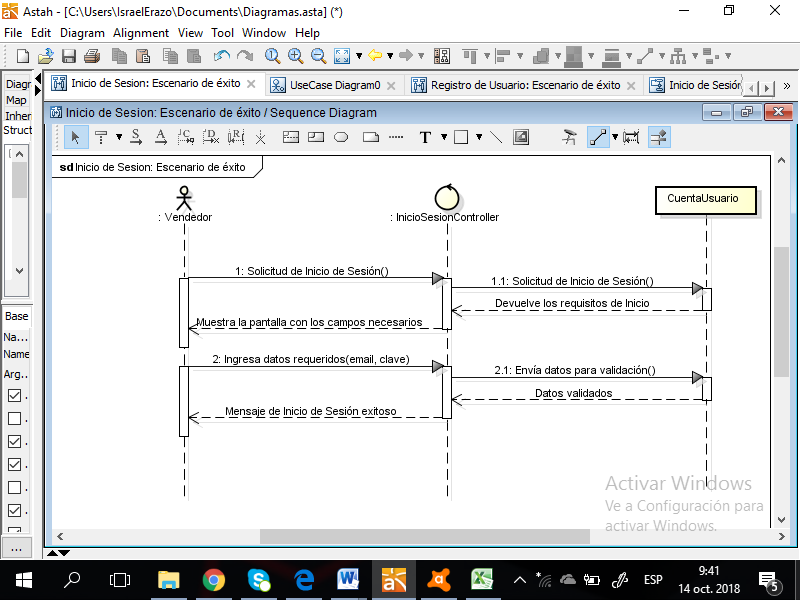 Astah - [C:\Users\IsraelErazo\Documents\Diagramas.asta] (*)
File Edit Diagram Alignment View Tool Window Help
Diagr
Map
Inher
Struct
Inicio de Sesion: Escenario de éxito
UseCase Diagram0
Registro de Usuario: Escenario de éxito
Inicio de Sesión
Inicio de Sesion: Escenario de éxito / Sequence Diagram
sd Inicio de Sesion: Escenario de éxito
: Vendedor
: InicioSesionController
CuentaUsuario
1: Solicitud de Inicio de Sesión()
1.1: Solicitud de Inicio de Sesión()
Devuelve los requisitos de Inicio
Muestra la pantalla con los campos necesarios
2: Ingresa datos requeridos(email, clave)
2.1: Envía datos para validación()
Datos validados
Mensaje de Inicio de Sesión exitoso
Base
Na...
Name
Arg..
...
Activar Windows
Ve a Configuración para
activar Windows.
ESP
9:41
14 oct. 2018
5